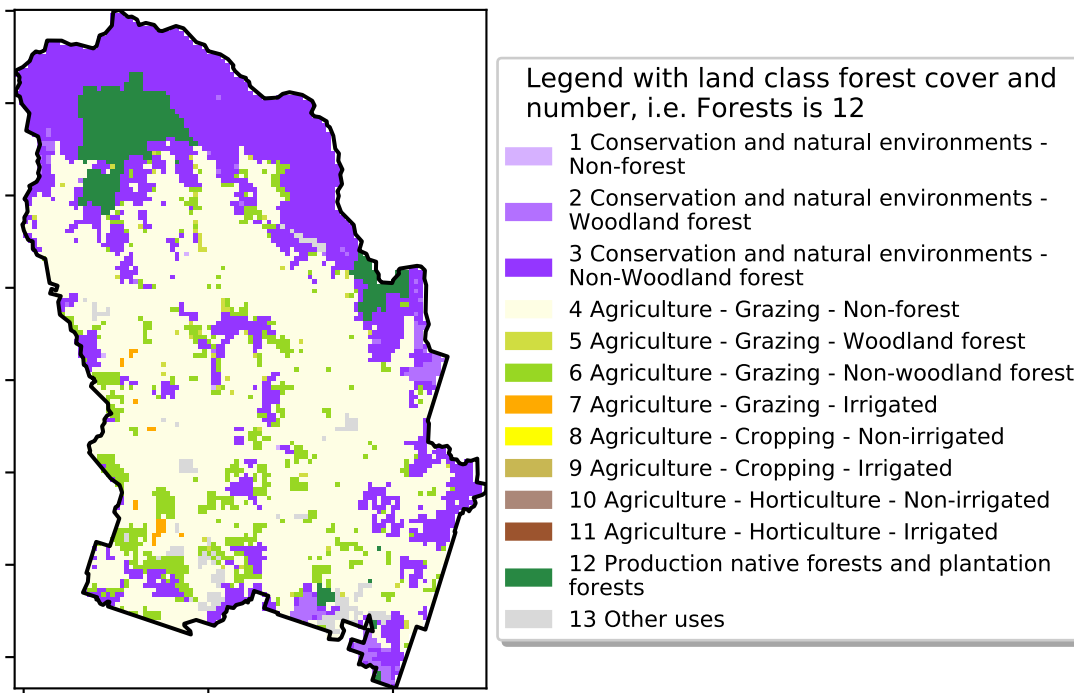 Legend with land class forest cover and
number, i.e. Forests is 12
1 Conservation and natural environments -
Non-forest
2 Conservation and natural environments -
Woodland forest
3 Conservation and natural environments -
Non-Woodland forest
4 Agriculture - Grazing - Non-forest
5 Agriculture - Grazing - Woodland forest
6 Agriculture - Grazing - Non-woodland forest
7 Agriculture - Grazing - Irrigated
8 Agriculture - Cropping - Non-irrigated
9 Agriculture - Cropping - Irrigated
10 Agriculture - Horticulture - Non-irrigated
11 Agriculture - Horticulture - Irrigated
12 Production native forests and plantation
forests
13 Other uses